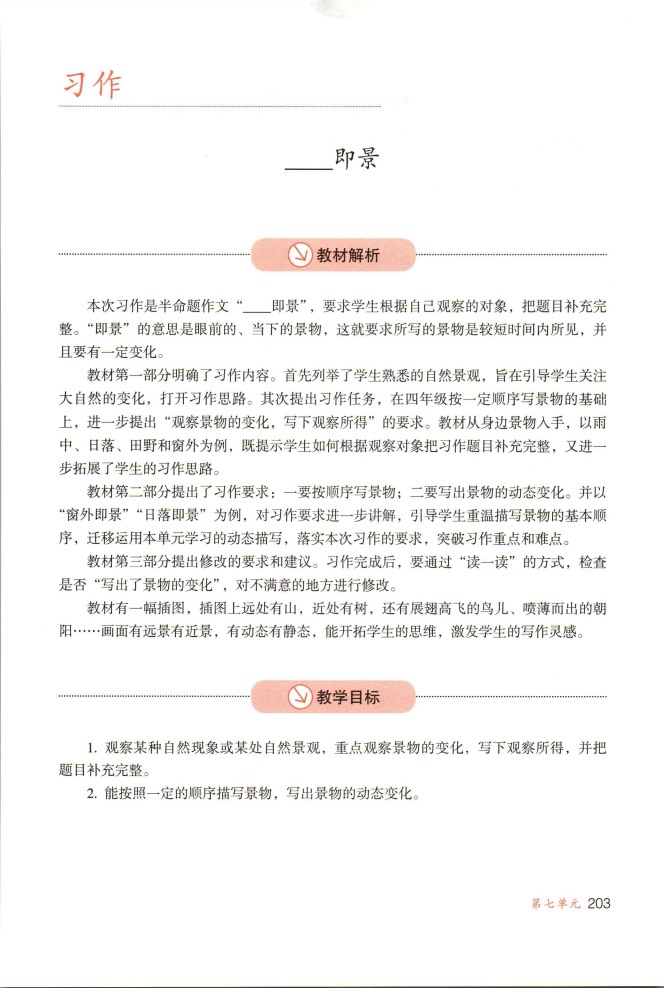 习作
____即景
教材解析
本次习作是半命题作文“____即景”，要求学生根据自己观察的对象，把题目补充完
整。“即景”的意思是眼前的、当下的景物，这就要求所写的景物是较短时间内所见，并
且要有一定变化。
教材第一部分明确了习作内容。首先列举了学生熟悉的自然景观，旨在引导学生关注
大自然的变化，打开习作思路。其次提出习作任务，在四年级按一定顺序写景物的基础
上，进一步提出“观察景物的变化，写下观察所得”的要求。教材从身边景物入手，以雨
中、日落、田野和窗外为例，既提示学生如何根据观察对象把习作题目补充完整，又进一
步拓展了学生的习作思路。
教材第二部分提出了习作要求：一要按顺序写景物；二要写出景物的动态变化。并以
“窗外即景”“日落即景”为例，对习作要求进一步讲解，引导学生重温描写景物的基本顺
序，迁移运用本单元学习的动态描写，落实本次习作的要求，突破习作重点和难点。
教材第三部分提出修改的要求和建议。习作完成后，要通过“读一读”的方式，检查
是否“写出了景物的变化”，对不满意的地方进行修改。
教材有一幅插图，插图上远处有山，近处有树，还有展翅高飞的鸟儿、喷薄而出的朝
阳……画面有远景有近景，有动态有静态，能开拓学生的思维，激发学生的写作灵感。
教学目标
1. 观察某种自然现象或某处自然景观，重点观察景物的变化，写下观察所得，并把
题目补充完整。
2. 能按照一定的顺序描写景物，写出景物的动态变化。
第七单元 203